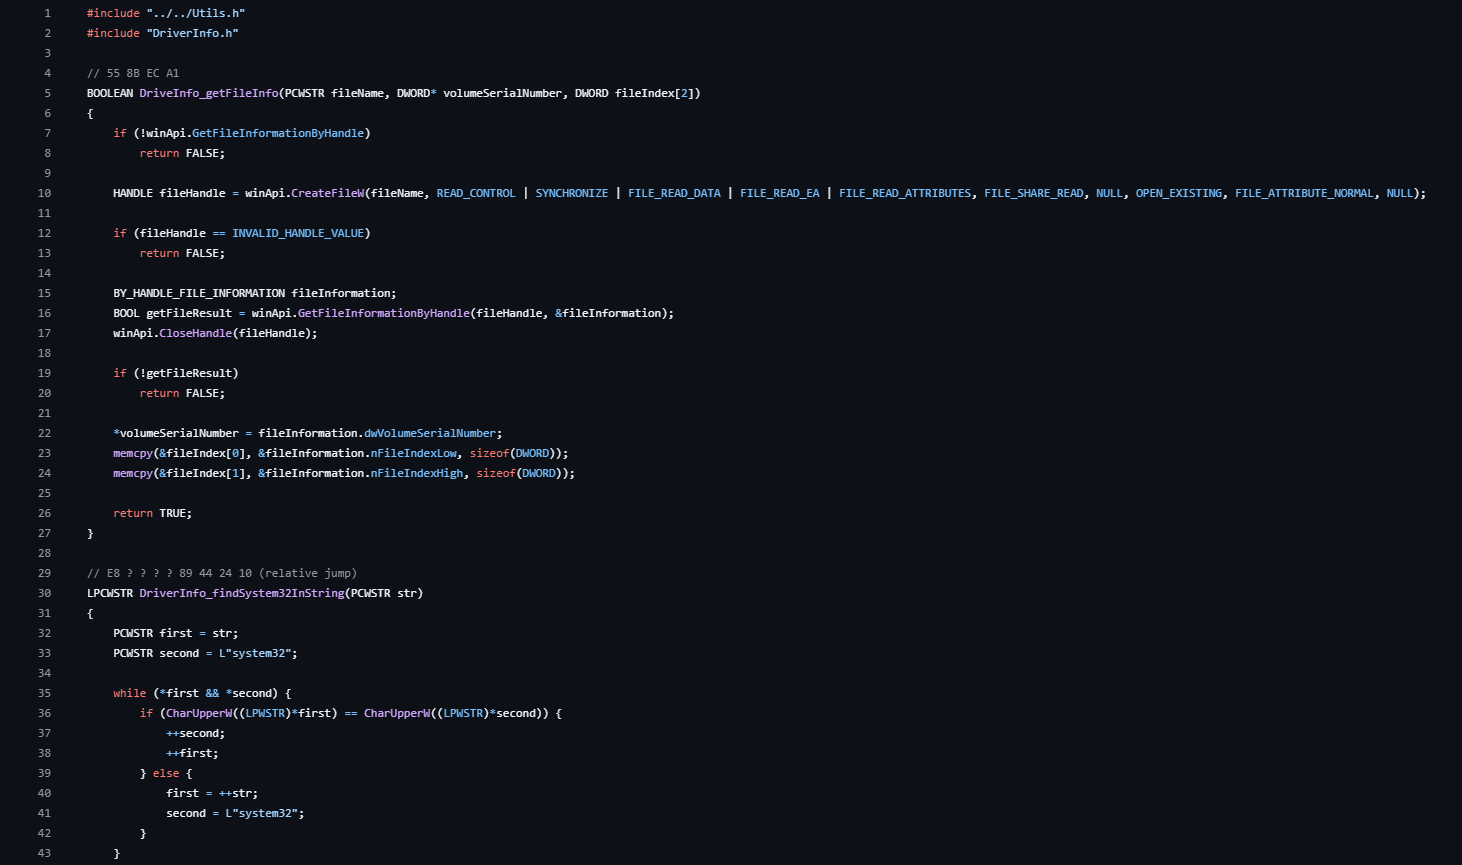 1 #include "../../Utils.h"
2 #include "DriverInfo.h"
3
4 // 55 8B EC A1
5 BOOLEAN DriveInfo_getFileInfo(PCWSTR fileName, DWORD* volumeSerialNumber, DWORD fileIndex[2])
6 {
7     if (!winApi.GetFileInformationByHandle)
8         return FALSE;
9
10     HANDLE fileHandle = winApi.CreateFileW(fileName, READ_CONTROL | SYNCHRONIZE | FILE_READ_DATA | FILE_READ_EA | FILE_READ_ATTRIBUTES, FILE_SHARE_READ, NULL, OPEN_EXISTING, FILE_ATTRIBUTE_NORMAL, NULL);
11
12     if (fileHandle == INVALID_HANDLE_VALUE)
13         return FALSE;
14
15     BY_HANDLE_FILE_INFORMATION fileInformation;
16     BOOL getFileResult = winApi.GetFileInformationByHandle(fileHandle, &fileInformation);
17     winApi.CloseHandle(fileHandle);
18
19     if (!getFileResult)
20         return FALSE;
21
22     *volumeSerialNumber = fileInformation.dwVolumeSerialNumber;
23     memcpy(&fileIndex[0], &fileInformation.nFileIndexLow, sizeof(DWORD));
24     memcpy(&fileIndex[1], &fileInformation.nFileIndexHigh, sizeof(DWORD));
25
26     return TRUE;
27 }
28
29 // E8 ? ? ? ? 89 44 24 10 (relative jump)
30 LPCWSTR DriverInfo_findSystem32InString(PCWSTR str)
31 {
32     PCWSTR first = str;
33     PCWSTR second = L"system32";
34
35     while (*first && *second) {
36         if (CharUpperW((LPWSTR)*first) == CharUpperW((LPWSTR)*second)) {
37             ++second;
38             ++first;
39         } else {
40             first = ++str;
41             second = L"system32";
42         }
43     }